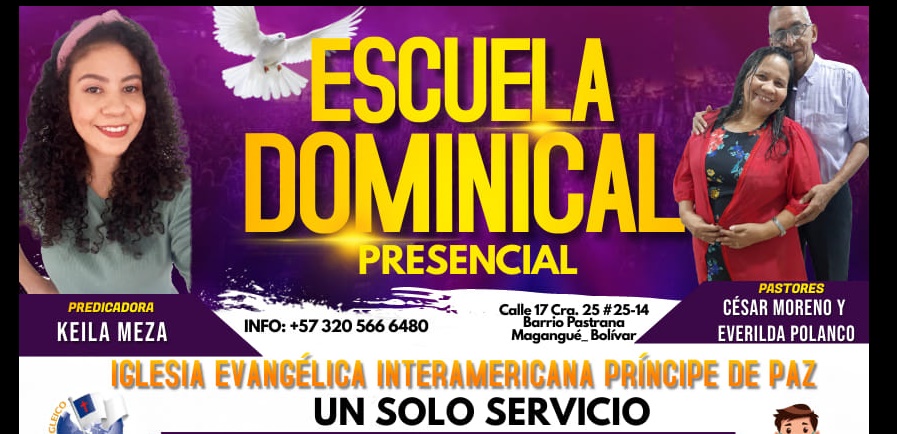 ESCUELA
DOMINICAL
PRESENCIAL
PREDICADORA
KEILA MEZA
INFO: +57 320 566 6480
Calle 17 Cra. 25 #25-14
Barrio Pastrana
Magangué_ Bolívar
PASTORES
CÉSAR MORENO Y
EVERILDA POLANCO
IGLESIA EVANGÉLICA INTERAMERICANA PRÍNCIPE DE PAZ
UN SOLO SERVICIO